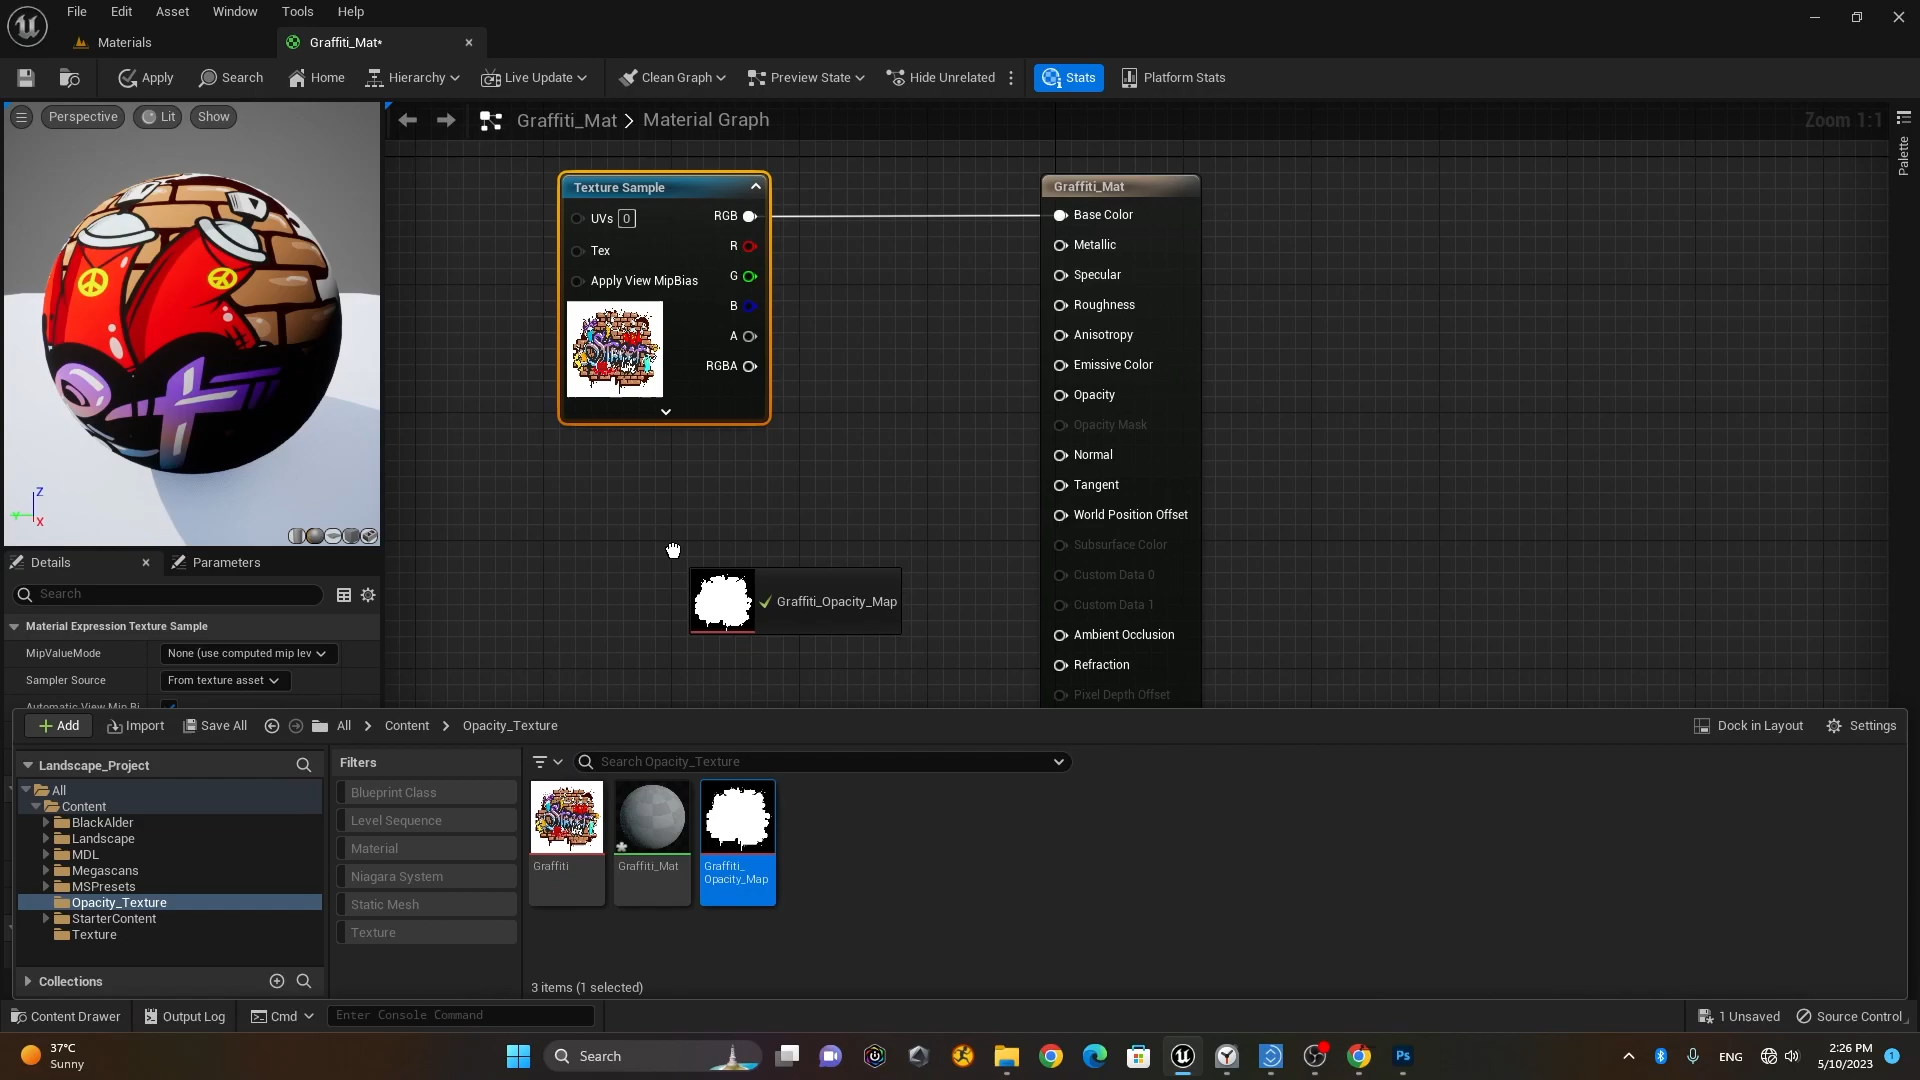 File Edit Asset Window Tools Help
Materials
Graffiti_Mat*
Apply Search Home Hierarchy Live Update Clean Graph Preview State Hide Unrelated Stats Platform Stats
Perspective Lit Show
Graffiti_Mat > Material Graph
Zoom 1:1
Palette
Texture Sample
UVs 0
Tex
Apply View MipBias
RGB
R
G
B
A
RGBA
Graffiti_Mat
Base Color
Metallic
Specular
Roughness
Anisotropy
Emissive Color
Opacity
Opacity Mask
Normal
Tangent
World Position Offset
Subsurface Color
Custom Data 0
Custom Data 1
Ambient Occlusion
Refraction
Pixel Depth Offset
Graffiti_Opacity_Map
Z
Y
X
Details Parameters
Search
Material Expression Texture Sample
MipValueMode None (use computed mip lev
Sampler Source From texture asset
Automatic View Mip Bi
Add Import Save All All > Content > Opacity_Texture
Dock in Layout Settings
Landscape_Project
All
Content
BlackAlder
Landscape
MDL
Megascans
MSPresets
Opacity_Texture
StarterContent
Texture
Collections
Filters
Blueprint Class
Level Sequence
Material
Niagara System
Static Mesh
Texture
Search Opacity_Texture
Graffiti
Graffiti_Mat
Graffiti_
Opacity_Map
3 items (1 selected)
Content Drawer Output Log Cmd Enter Console Command
1 Unsaved Source Control
37°C
Sunny
Search
Ps
ENG
2:26 PM
5/10/2023
1